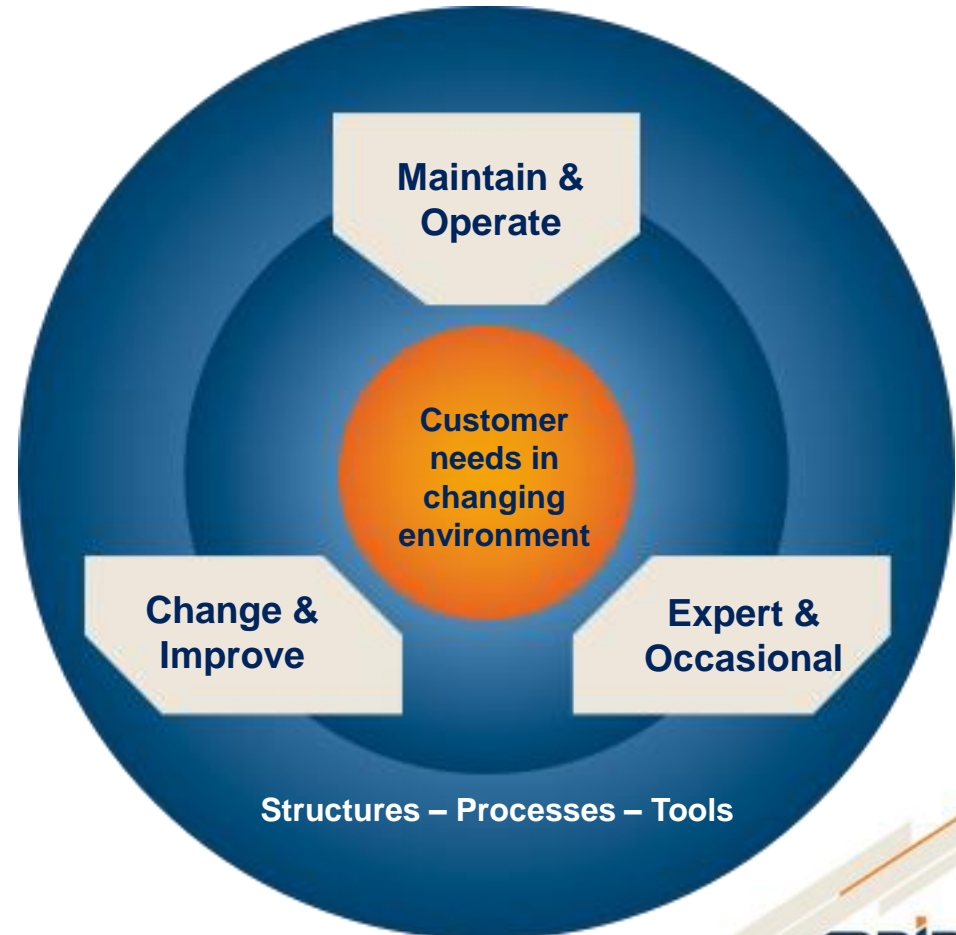 Maintain &
Operate
Customer
needs in
changing
environment
Change &
Improve
Expert &
Occasional
Structures – Processes – Tools